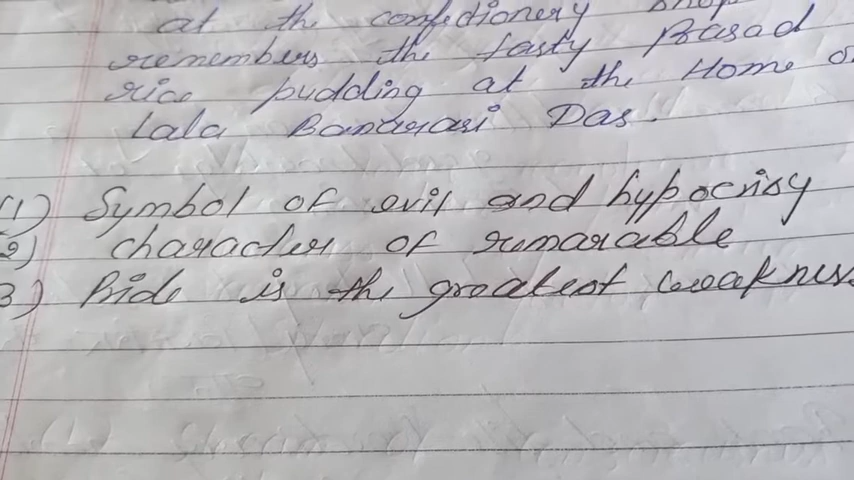 at the confectionery shop
remembers the tasty Prasad
rice pudding at the Home of
Lala Banarasi Das.
(1) Symbol of evil and hypocrisy
2) character of remarable
3) Pride is the greatest weakness